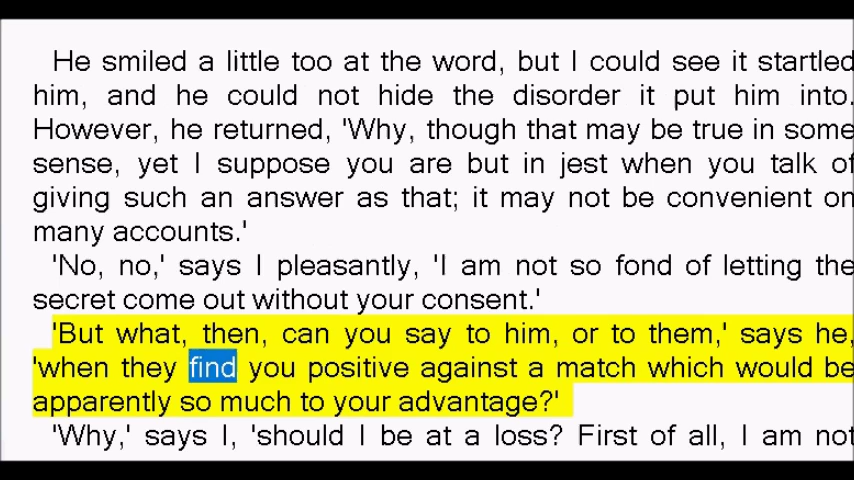 He smiled a little too at the word, but I could see it startled
him, and he could not hide the disorder it put him into.
However, he returned, 'Why, though that may be true in some
sense, yet I suppose you are but in jest when you talk of
giving such an answer as that; it may not be convenient on
many accounts.'
'No, no,' says I pleasantly, 'I am not so fond of letting the
secret come out without your consent.'
'But what, then, can you say to him, or to them,' says he,
'when they find you positive against a match which would be
apparently so much to your advantage?'
'Why,' says I, 'should I be at a loss? First of all, I am not